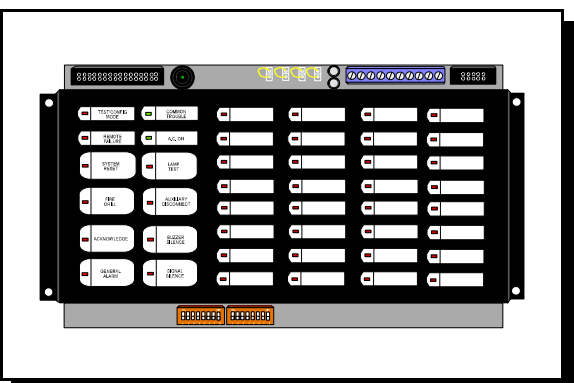 TEST/CONFIG
MODE
COMMON
TROUBLE
REMOTE
FAILURE
A.C. ON
SYSTEM
RESET
LAMP
TEST
FIRE
DRILL
AUXILIARY
DISCONNECT
ACKNOWLEDGE
BUZZER
SILENCE
GENERAL
ALARM
SIGNAL
SILENCE